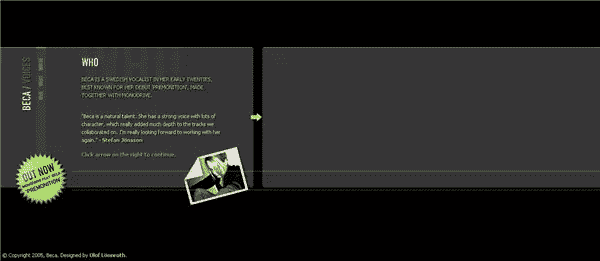 BECA / VOICES
WHO
BECA IS A SWEDISH VOCALIST IN HER EARLY TWENTIES,
BEST KNOWN FOR HER DEBUT 'PREMONITION', MADE
TOGETHER WITH
"Beca is a natural talent. She has a strong voice with lots of
character, which really added much depth to the tracks we
collaborated on. I'm really looking forward to working with her
again." - Stefan Jönsson
Click arrow on the right to continue.
OUT NOW
PREMONITION
© Copyright 2005, Beca. Designed by Olof Lönnroth.